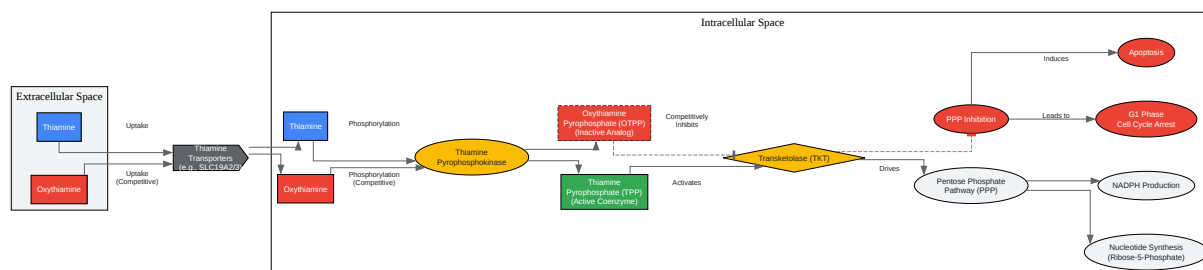 Intracellular Space
Apoptosis
Induces
Extracellular Space
Thiamine
Uptake
Thiamine
Phosphorylation
Oxythiamine
Pyrophosphate (OTPP)
(Inactive Analog)
Competitively
Inhibits
PPP Inhibition
Leads to
G1 Phase
Cell Cycle Arrest
Thiamine
Transporters
(e.g., SLC19A2/3)
Thiamine
Pyrophosphokinase
Transketolase (TKT)
Uptake
(Competitive)
Phosphorylation
(Competitive)
Activates
Drives
Oxythiamine
Oxythiamine
Thiamine
Pyrophosphate (TPP)
(Active Coenzyme)
Pentose Phosphate
Pathway (PPP)
NADPH Production
Nucleotide Synthesis
(Ribose-5-Phosphate)